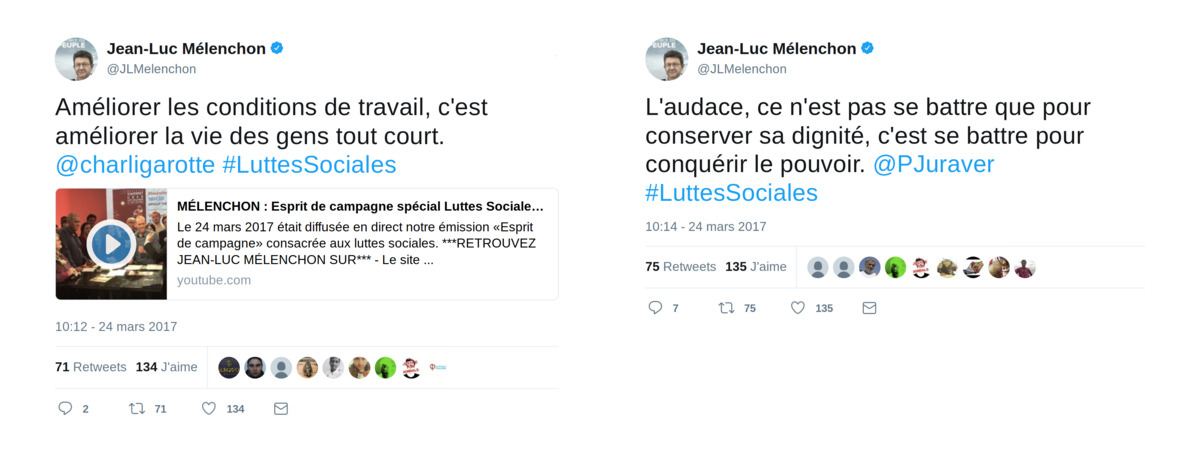 Jean-Luc Mélenchon
@JLMelenchon
Améliorer les conditions de travail, c'est
améliorer la vie des gens tout court.
@charligarotte #LuttesSociales
MÉLENCHON : Esprit de campagne spécial Luttes Sociale…
Le 24 mars 2017 était diffusée en direct notre émission «Esprit
de campagne» consacrée aux luttes sociales. ***RETROUVEZ
JEAN-LUC MÉLENCHON SUR*** - Le site ...
youtube.com
10:12 - 24 mars 2017
71 Retweets 134 J'aime
2 71 134
Jean-Luc Mélenchon
@JLMelenchon
L'audace, ce n'est pas se battre que pour
conserver sa dignité, c'est se battre pour
conquérir le pouvoir. @PJuraver
#LuttesSociales
10:14 - 24 mars 2017
75 Retweets 135 J'aime
7 75 135